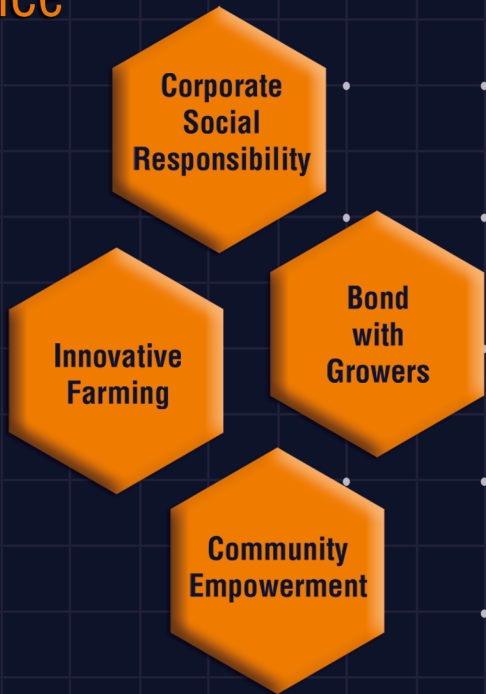 Corporate
Social
Responsibility
Bond
with
Growers
Innovative
Farming
Community
Empowerment